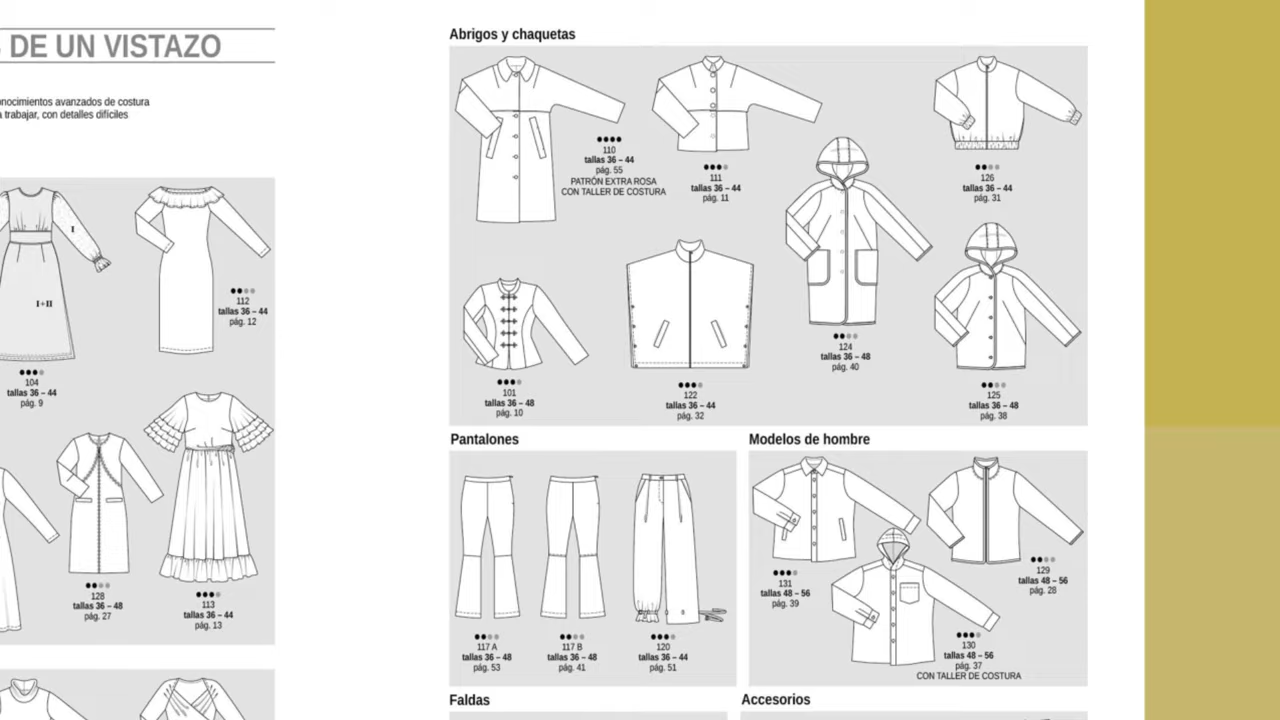 DE UN VISTAZO
conocimientos avanzados de costura
trabajar, con detalles difíciles
I
I+II
112
tallas 36 – 44
pág. 12
104
tallas 36 – 44
pág. 9
128
tallas 36 – 48
pág. 27
113
tallas 36 – 44
pág. 13
Abrigos y chaquetas
110
tallas 36 – 44
pág. 55
PATRÓN EXTRA ROSA
CON TALLER DE COSTURA
111
tallas 36 – 44
pág. 11
126
tallas 36 – 44
pág. 31
101
tallas 36 – 48
pág. 10
122
tallas 36 – 44
pág. 32
124
tallas 36 – 48
pág. 40
125
tallas 36 – 48
pág. 38
Pantalones
117 A
tallas 36 – 48
pág. 53
117 B
tallas 36 – 48
pág. 41
120
tallas 36 – 44
pág. 51
Modelos de hombre
131
tallas 48 – 56
pág. 39
129
tallas 48 – 56
pág. 28
130
tallas 48 – 56
pág. 37
CON TALLER DE COSTURA
Faldas
Accesorios